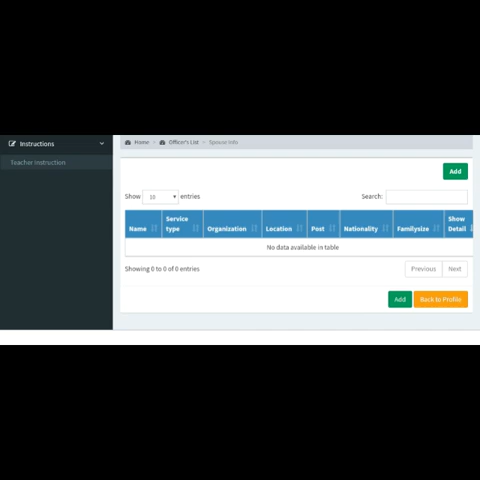 Instructions
Teacher Instruction
Home - Officer's List - Spouse Info
Add
Show 10 entries Search:
Name Service type Organization Location Post Nationality Familysize Show Detail
No data available in table
Showing 0 to 0 of 0 entries Previous Next
Add Back to Profile